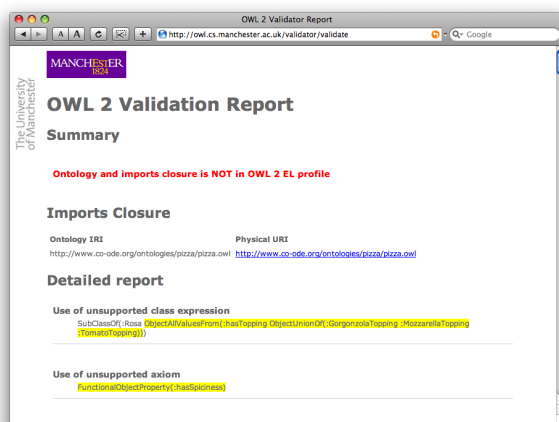 OWL 2 Validator Report
A A
http://owl.cs.manchester.ac.uk/validator/validate
Google
MANCHESTER
1824
The University
of Manchester
OWL 2 Validation Report
Summary
Ontology and imports closure is NOT in OWL 2 EL profile
Imports Closure
Ontology IRI Physical URI
http://www.co-ode.org/ontologies/pizza/pizza.owl http://www.co-ode.org/ontologies/pizza/pizza.owl
Detailed report
Use of unsupported class expression
SubClassOf(:Rosa ObjectAllValuesFrom(:hasTopping ObjectUnionOf(:GorgonzolaTopping :MozzarellaTopping
:TomatoTopping)))
Use of unsupported axiom
FunctionalObjectProperty(:hasSpiciness)